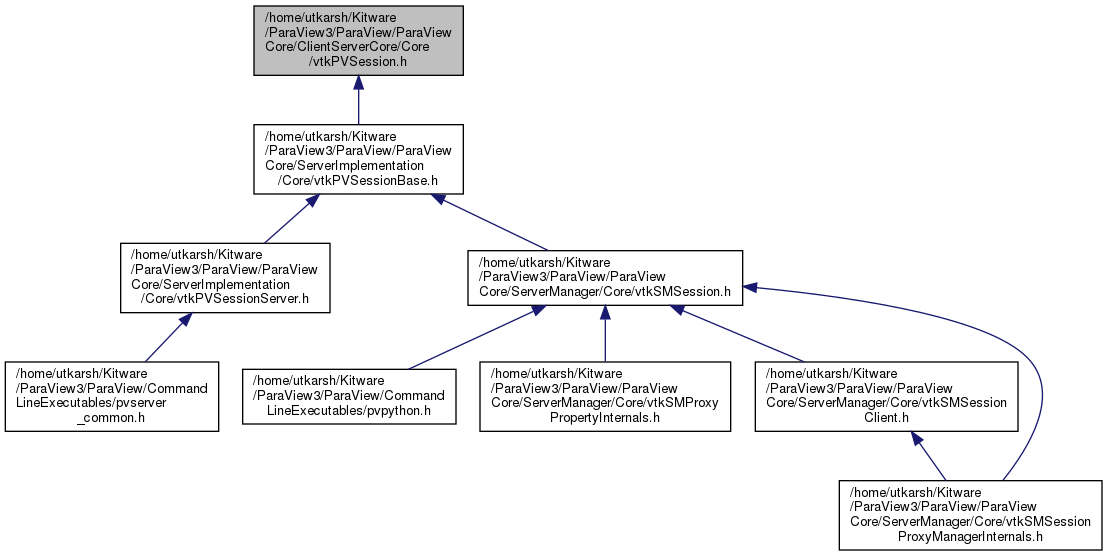 /home/utkarsh/Kitware
/ParaView3/ParaView/ParaView
Core/ClientServerCore/Core
/vtkPVSession.h
/home/utkarsh/Kitware
/ParaView3/ParaView/ParaView
Core/ServerImplementation
/Core/vtkPVSessionBase.h
/home/utkarsh/Kitware
/ParaView3/ParaView/ParaView
Core/ServerImplementation
/Core/vtkPVSessionServer.h
/home/utkarsh/Kitware
/ParaView3/ParaView/ParaView
Core/ServerManager/Core/vtkSMSession.h
/home/utkarsh/Kitware
/ParaView3/ParaView/Command
LineExecutables/pvserver
_common.h
/home/utkarsh/Kitware
/ParaView3/ParaView/Command
LineExecutables/pvpython.h
/home/utkarsh/Kitware
/ParaView3/ParaView/ParaView
Core/ServerManager/Core/vtkSMProxy
PropertyInternals.h
/home/utkarsh/Kitware
/ParaView3/ParaView/ParaView
Core/ServerManager/Core/vtkSMSession
Client.h
/home/utkarsh/Kitware
/ParaView3/ParaView/ParaView
Core/ServerManager/Core/vtkSMSession
ProxyManagerInternals.h